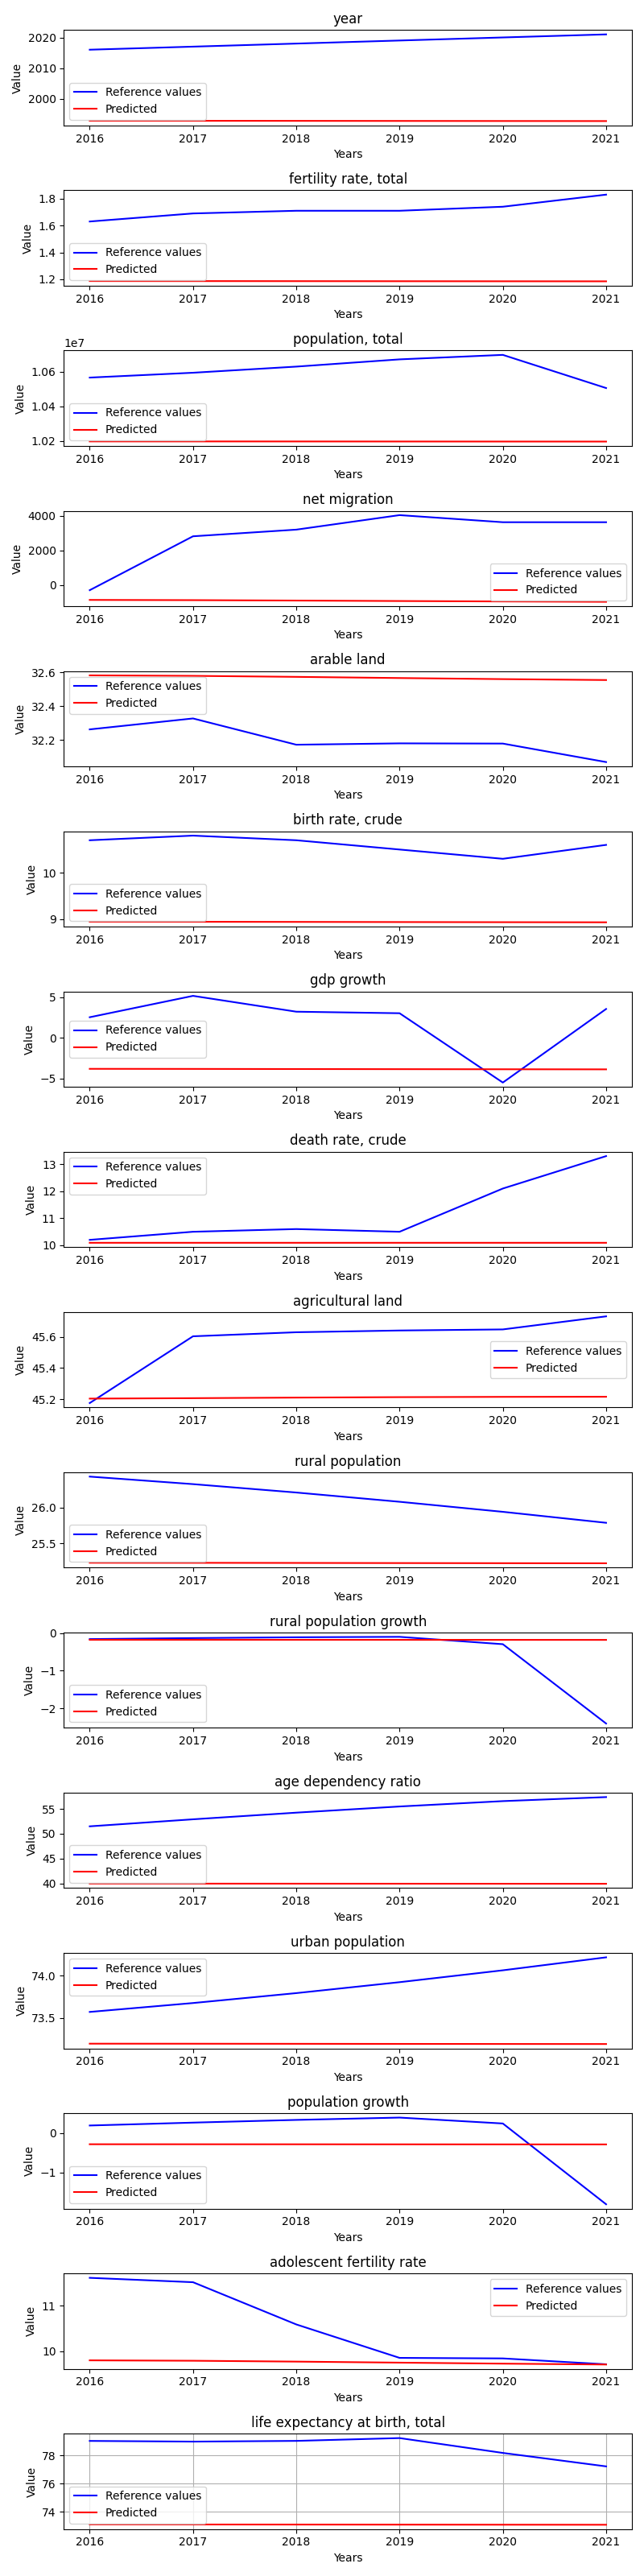 year
2020
2010
2000
Value
Reference values
Predicted
2016 2017 2018 2019 2020 2021
Years
fertility rate, total
1.8
1.6
1.4
1.2
Value
Reference values
Predicted
2016 2017 2018 2019 2020 2021
Years
population, total
1e7
1.06
1.04
1.02
Value
Reference values
Predicted
2016 2017 2018 2019 2020 2021
Years
net migration
4000
2000
0
Value
Reference values
Predicted
2016 2017 2018 2019 2020 2021
Years
arable land
32.6
32.4
32.2
Value
Reference values
Predicted
2016 2017 2018 2019 2020 2021
Years
birth rate, crude
10
9
Value
Reference values
Predicted
2016 2017 2018 2019 2020 2021
Years
gdp growth
5
0
−5
Value
Reference values
Predicted
2016 2017 2018 2019 2020 2021
Years
death rate, crude
13
12
11
10
Value
Reference values
Predicted
2016 2017 2018 2019 2020 2021
Years
agricultural land
45.6
45.4
45.2
Value
Reference values
Predicted
2016 2017 2018 2019 2020 2021
Years
rural population
26.0
25.5
Value
Reference values
Predicted
2016 2017 2018 2019 2020 2021
Years
rural population growth
0
−1
−2
Value
Reference values
Predicted
2016 2017 2018 2019 2020 2021
Years
age dependency ratio
55
50
45
40
Value
Reference values
Predicted
2016 2017 2018 2019 2020 2021
Years
urban population
74.0
73.5
Value
Reference values
Predicted
2016 2017 2018 2019 2020 2021
Years
population growth
0
−1
Value
Reference values
Predicted
2016 2017 2018 2019 2020 2021
Years
adolescent fertility rate
11
10
Value
Reference values
Predicted
2016 2017 2018 2019 2020 2021
Years
life expectancy at birth, total
78
76
74
Value
Reference values
Predicted
2016 2017 2018 2019 2020 2021
Years